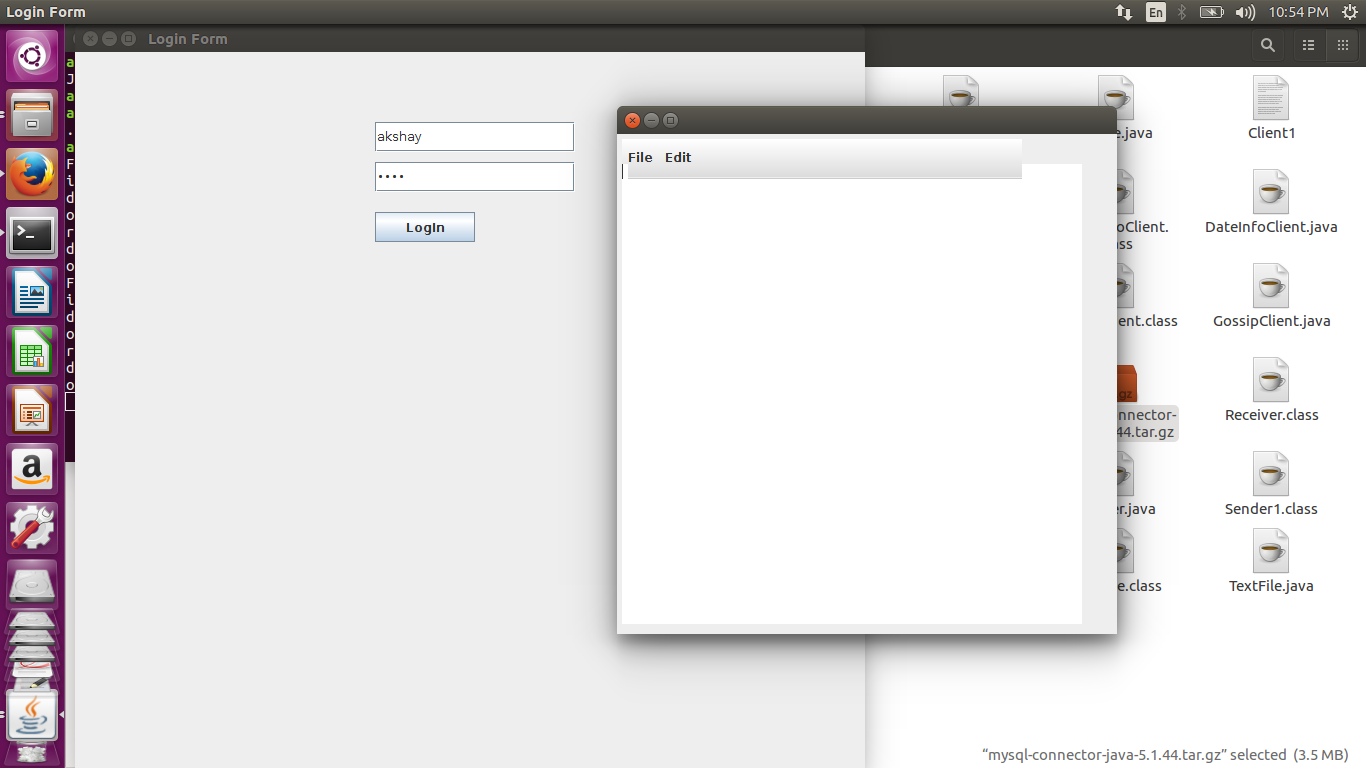 Login Form
En
10:54 PM
Login Form
akshay
LogIn
File Edit
a
J
a
a
.
a
F
i
d
o
r
d
o
F
i
d
o
r
d
o
e.java
Client1
oClient.
ass
DateInfoClient.java
ent.class
GossipClient.java
gz
nnector-
44.tar.gz
Receiver.class
er.java
Sender1.class
e.class
TextFile.java
“mysql-connector-java-5.1.44.tar.gz” selected (3.5 MB)